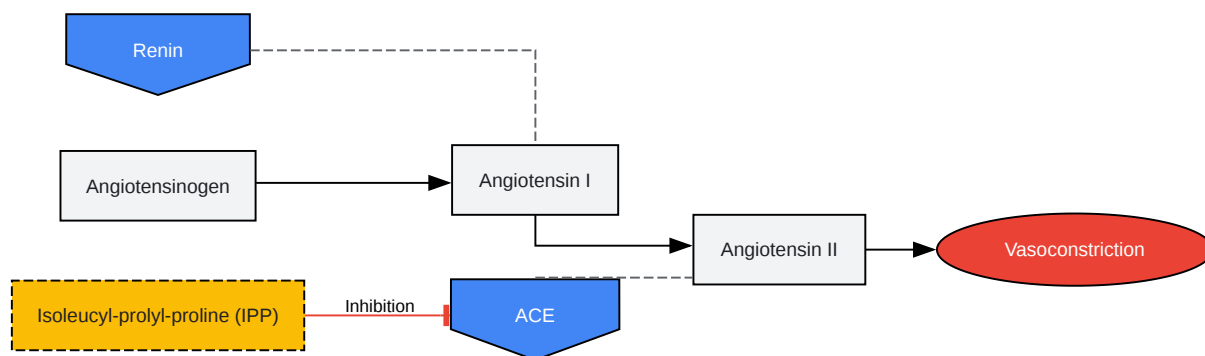 Renin
Angiotensinogen
Angiotensin I
Angiotensin II
Vasoconstriction
Isoleucyl-prolyl-proline (IPP)
Inhibition
ACE